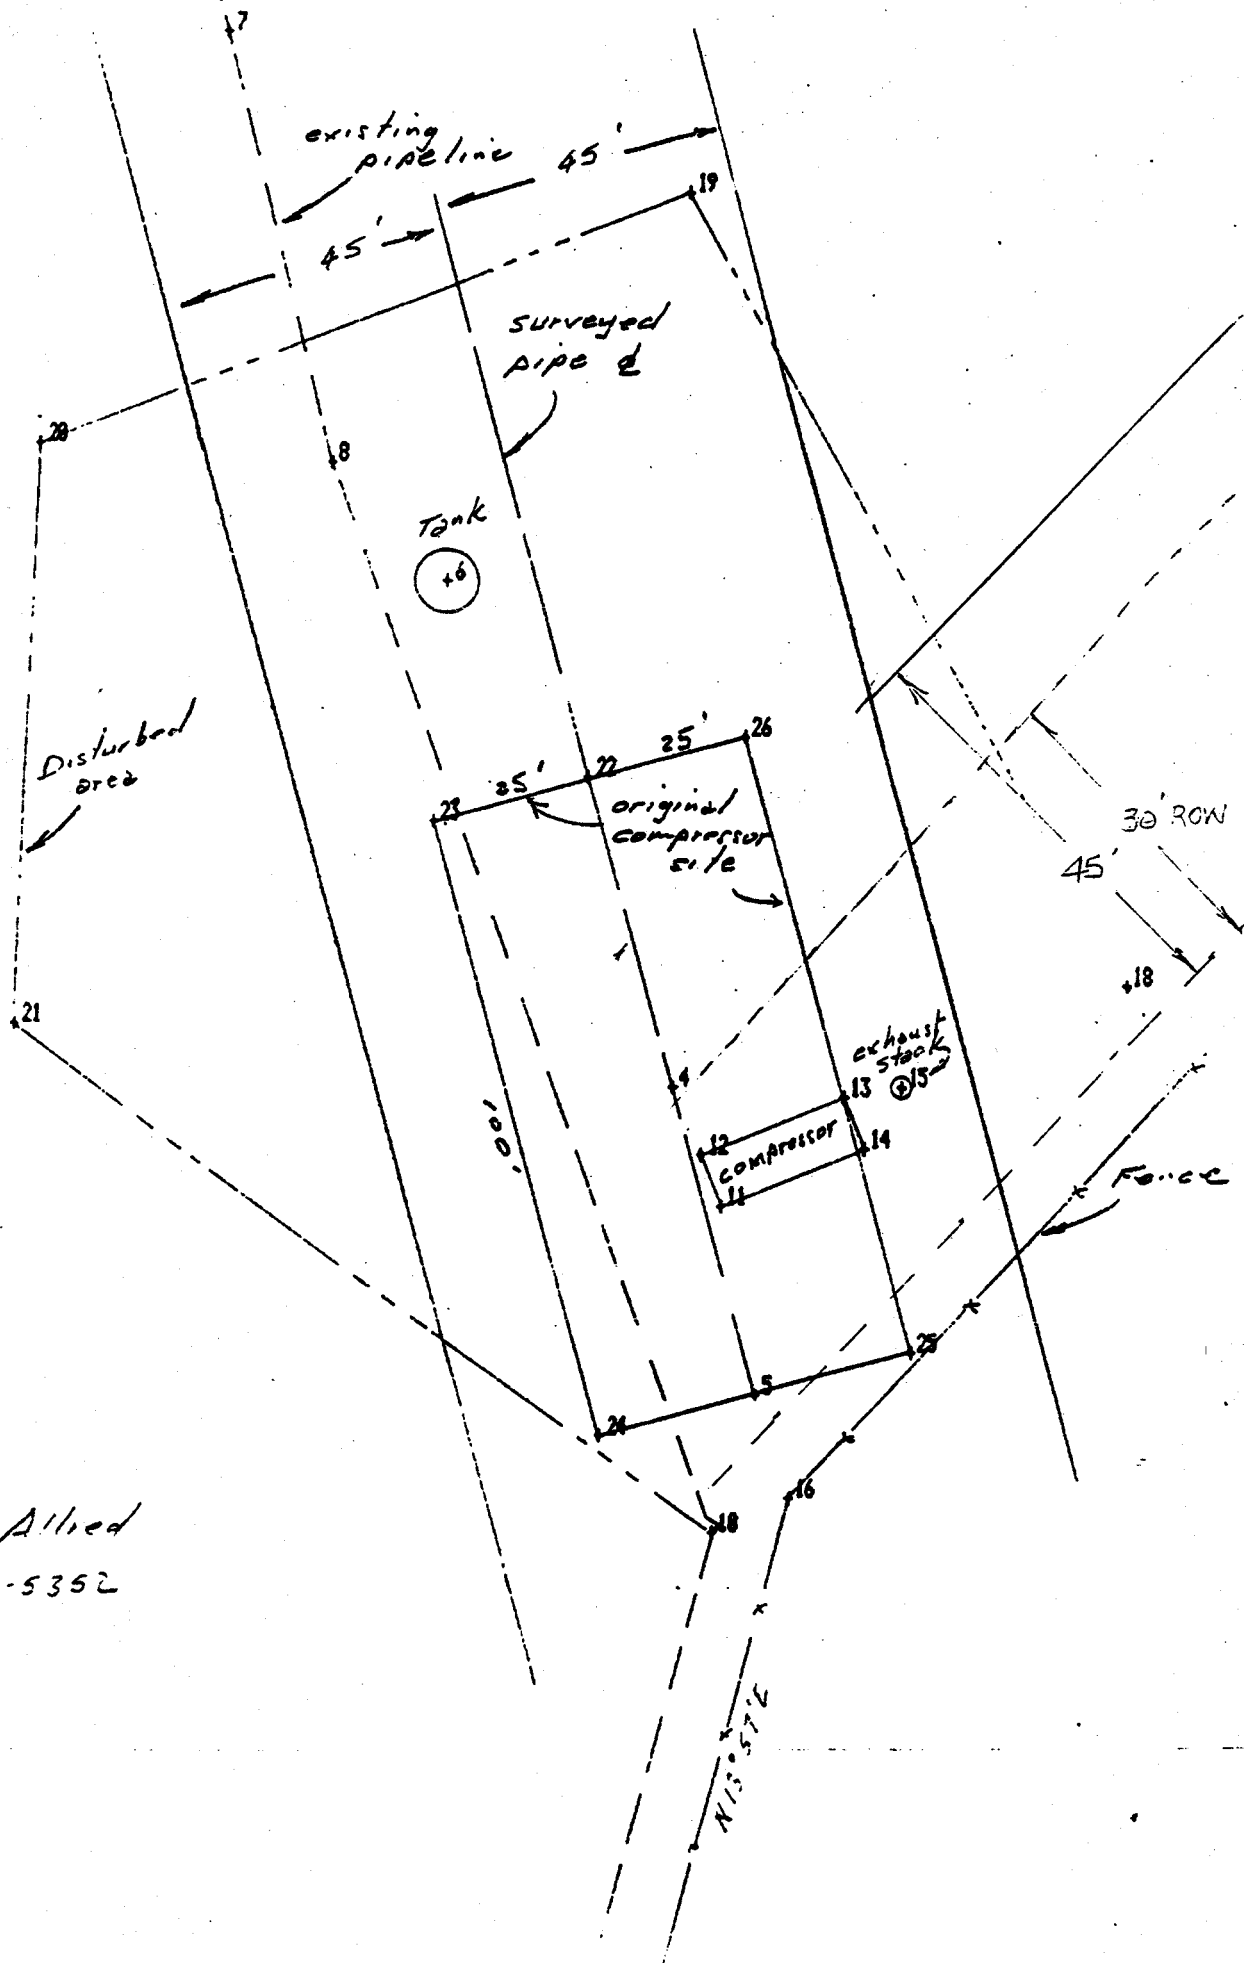 7
existing
pipeline
45'
19
45'
surveyed
pipe ⅊
20
8
Tank
6
Disturbed
area
25'
26
22
25'
23
original
compressor
site
30' ROW
45'
18
21
exhaust
stack
15
4
13
12
compressor
14
11
100'
Fence
25
5
24
16
10
Allied
-5352
N 13° 57' E